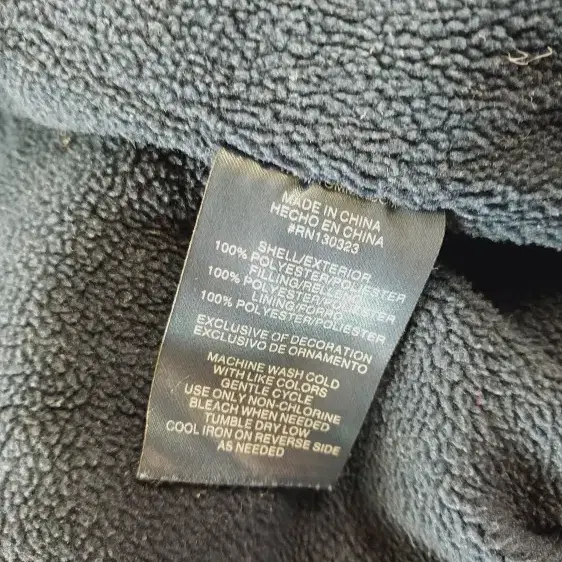 MADE IN CHINA
HECHO EN CHINA
#RN130323
SHELL/EXTERIOR
100% POLYESTER/POLIESTER
FILLING/RELLENO
100% POLYESTER/POLIESTER
LINING/FORRO
100% POLYESTER/POLIESTER
EXCLUSIVE OF DECORATION
EXCLUSIVO DE ORNAMENTO
MACHINE WASH COLD
WITH LIKE COLORS
GENTLE CYCLE
USE ONLY NON-CHLORINE
BLEACH WHEN NEEDED
TUMBLE DRY LOW
COOL IRON ON REVERSE SIDE
AS NEEDED